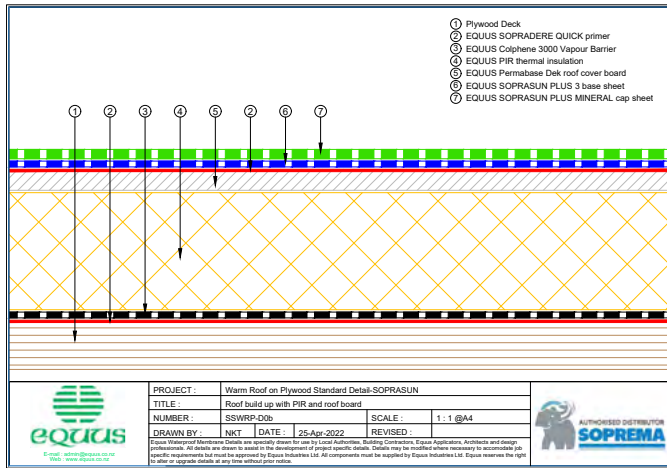 1 Plywood Deck
2 EQUUS SOPRADERE QUICK primer
3 EQUUS Colphene 3000 Vapour Barrier
4 EQUUS PIR thermal insulation
5 EQUUS Permabase Dek roof cover board
6 EQUUS SOPRASUN PLUS 3 base sheet
7 EQUUS SOPRASUN PLUS MINERAL cap sheet
1 2 3 4 5 2 6 7
equus
E-mail : admin@equus.co.nz
Web : www.equus.co.nz
PROJECT : Warm Roof on Plywood Standard Detail-SOPRASUN
TITLE : Roof build up with PIR and roof board
NUMBER : SSWRP-D0b SCALE : 1 : 1 @A4
DRAWN BY : NKT DATE : 25-Apr-2022 REVISED :
Equus Waterproof Membrane Details are specially drawn for use by Local Authorities, Building Contractors, Equus Applicators, Architects and design
professionals. All details are drawn to assist in the development of project specific details. Details may be modified where necessary to accomodate job
specific requirements but must be approved by Equus Industries Ltd. All components must be supplied by Equus Industries Ltd. Equus reserves the right
to alter or upgrade details at any time without prior notice.
AUTHORISED DISTRIBUTOR
SOPREMA